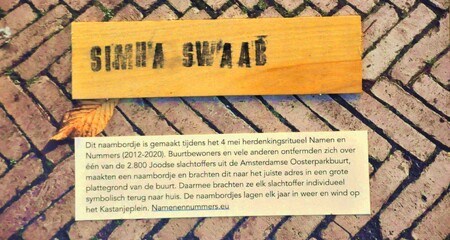 SIMHA SWAAB
Dit naambordje is gemaakt tijdens het 4 mei herdenkingsritueel Namen en
Nummers (2012-2020). Buurtbewoners en vele anderen ontfermden zich over
één van de 2.800 Joodse slachtoffers uit de Amsterdamse Oosterparkbuurt,
maakten een naambordje en brachten dit naar het juiste adres in een grote
plattegrond van de buurt. Daarmee brachten ze elk slachtoffer individueel
symbolisch terug naar huis. De naambordjes lagen elk jaar in weer en wind op
het Kastanjeplein. Namenennummers.eu